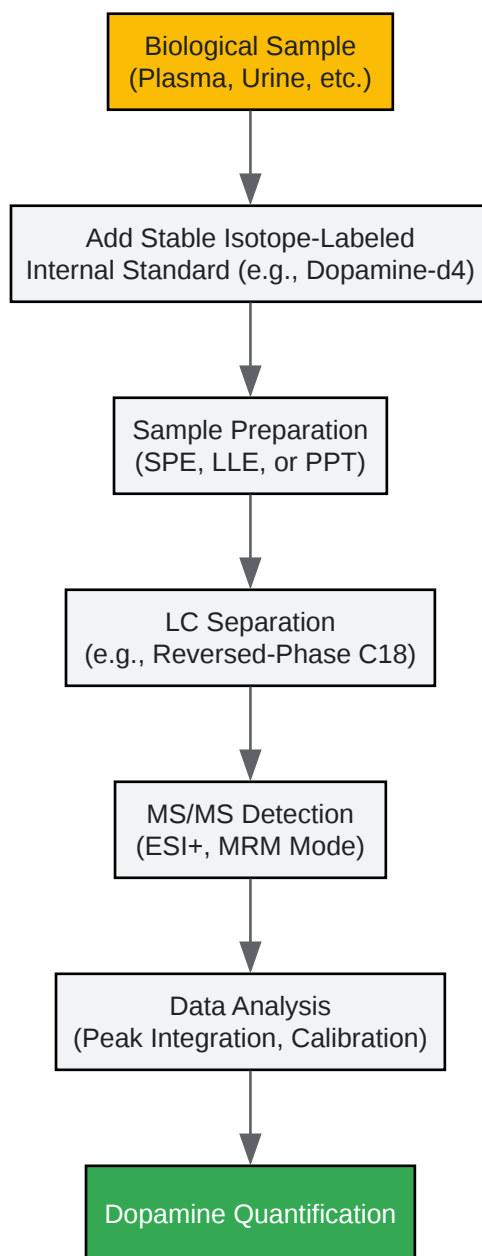 Biological Sample
(Plasma, Urine, etc.)
Add Stable Isotope-Labeled
Internal Standard (e.g., Dopamine-d4)
Sample Preparation
(SPE, LLE, or PPT)
LC Separation
(e.g., Reversed-Phase C18)
MS/MS Detection
(ESI+, MRM Mode)
Data Analysis
(Peak Integration, Calibration)
Dopamine Quantification